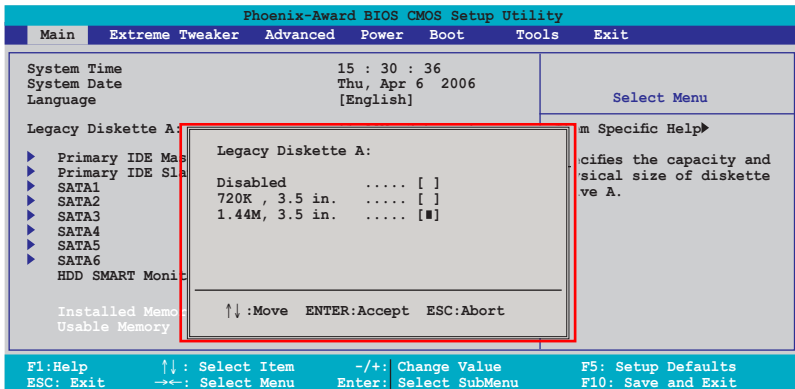 Phoenix-Award BIOS CMOS Setup Utility
Main Extreme Tweaker Advanced Power Boot Tools Exit
System Time 15 : 30 : 36
System Date Thu, Apr 6 2006
Language [English]
Select Menu
Legacy Diskette A:
m Specific Help
Primary IDE Mas
Primary IDE Sla
SATA1
SATA2
SATA3
SATA4
SATA5
SATA6
HDD SMART Monit
Installed Memo
Usable Memory
cifies the capacity and
sical size of diskette
ve A.
Legacy Diskette A:
Disabled ..... [ ]
720K , 3.5 in. ..... [ ]
1.44M, 3.5 in. ..... [∎]
↑↓ :Move ENTER:Accept ESC:Abort
F1:Help ↑↓ : Select Item -/+: Change Value F5: Setup Defaults
ESC: Exit →←: Select Menu Enter: Select SubMenu F10: Save and Exit